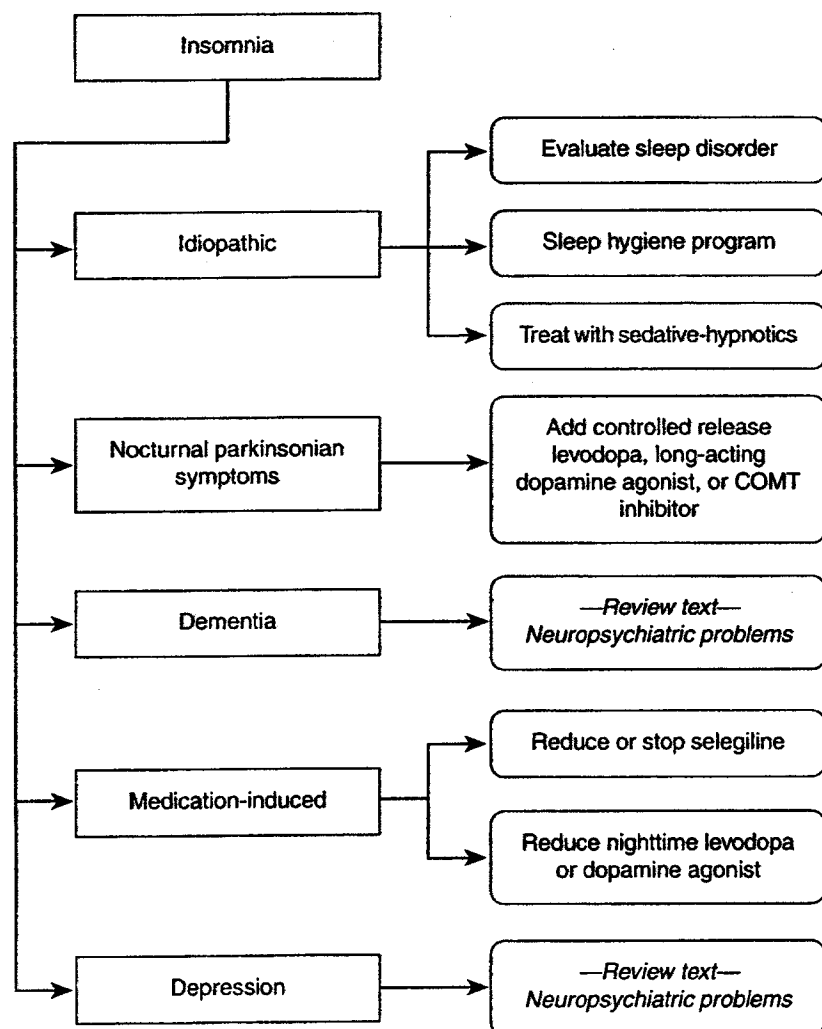 Insomnia
Idiopathic
Evaluate sleep disorder
Sleep hygiene program
Treat with sedative-hypnotics
Nocturnal parkinsonian
symptoms
Add controlled release
levodopa, long-acting
dopamine agonist, or COMT
inhibitor
Dementia
—Review text—
Neuropsychiatric problems
Medication-induced
Reduce or stop selegiline
Reduce nighttime levodopa
or dopamine agonist
Depression
—Review text—
Neuropsychiatric problems